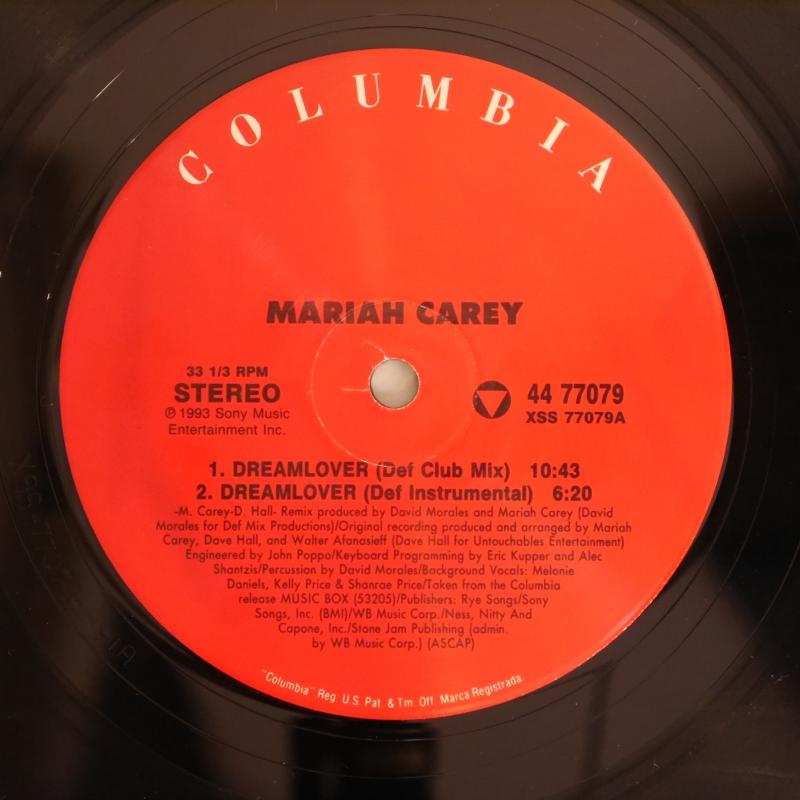 COLUMBIA
MARIAH CAREY
33 1/3 RPM
STEREO
℗ 1993 Sony Music
Entertainment Inc.
44 77079
XSS 77079A
1. DREAMLOVER (Def Club Mix) 10:43
2. DREAMLOVER (Def Instrumental) 6:20
-M. Carey-D. Hall- Remix produced by David Morales and Mariah Carey (David
Morales for Def Mix Productions)/Original recording produced and arranged by Mariah
Carey, Dave Hall, and Walter Afanasieff (Dave Hall for Untouchables Entertainment)
Engineered by John Poppo/Keyboard Programming by Eric Kupper and Alec
Shantzis/Percussion by David Morales/Background Vocals: Melonie
Daniels, Kelly Price & Shanrae Price/Taken from the Columbia
release MUSIC BOX (53205)/Publishers: Rye Songs/Sony
Songs, Inc. (BMI)/WB Music Corp./Ness, Nitty And
Capone, Inc./Stone Jam Publishing (admin.
by WB Music Corp.) (ASCAP)
"Columbia" Reg. U.S. Pat. & Tm. Off. Marca Registrada